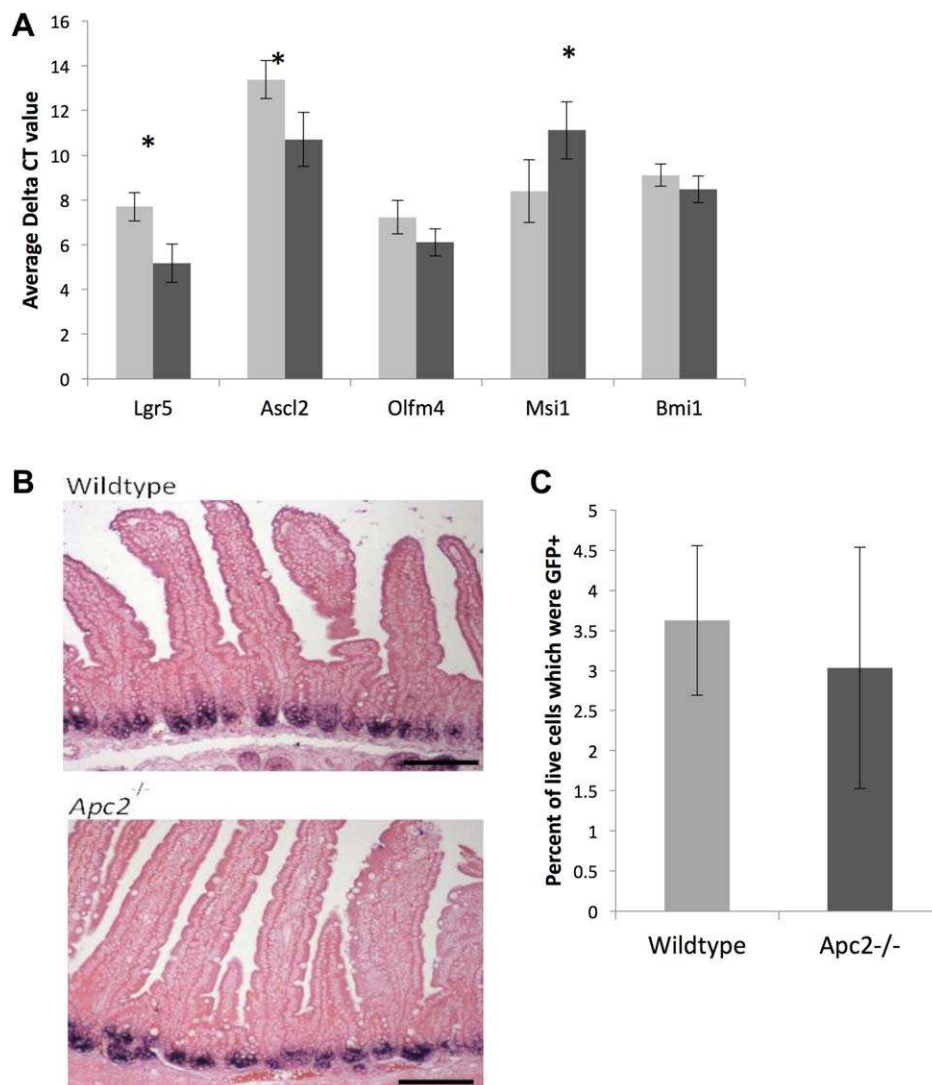 A
Average Delta CT value
16
14
12
10
8
6
4
2
0
*
*
*
Lgr5 Ascl2 Olfm4 Msi1 Bmi1
B
Wildtype
Apc2-/-
C
Percent of live cells which were GFP+
5
4.5
4
3.5
3
2.5
2
1.5
1
0.5
0
Wildtype Apc2-/-